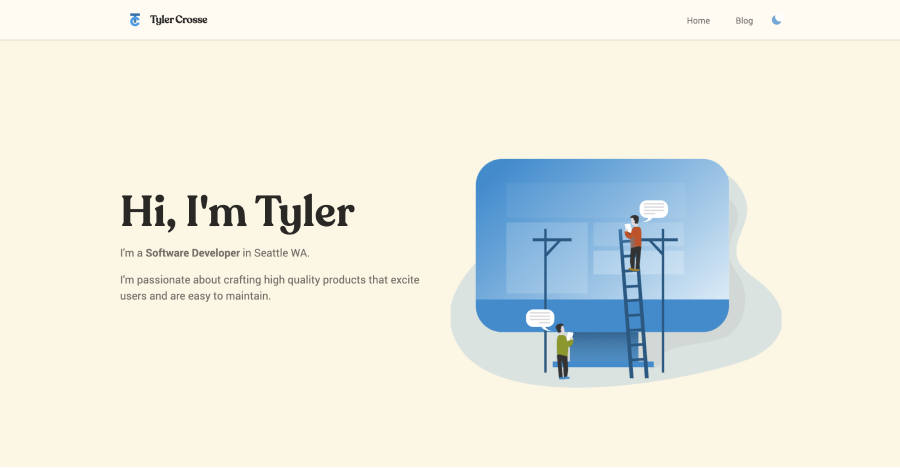 Tyler Crosse
Home
Blog
Hi, I'm Tyler
I'm a Software Developer in Seattle WA.
I'm passionate about crafting high quality products that excite
users and are easy to maintain.